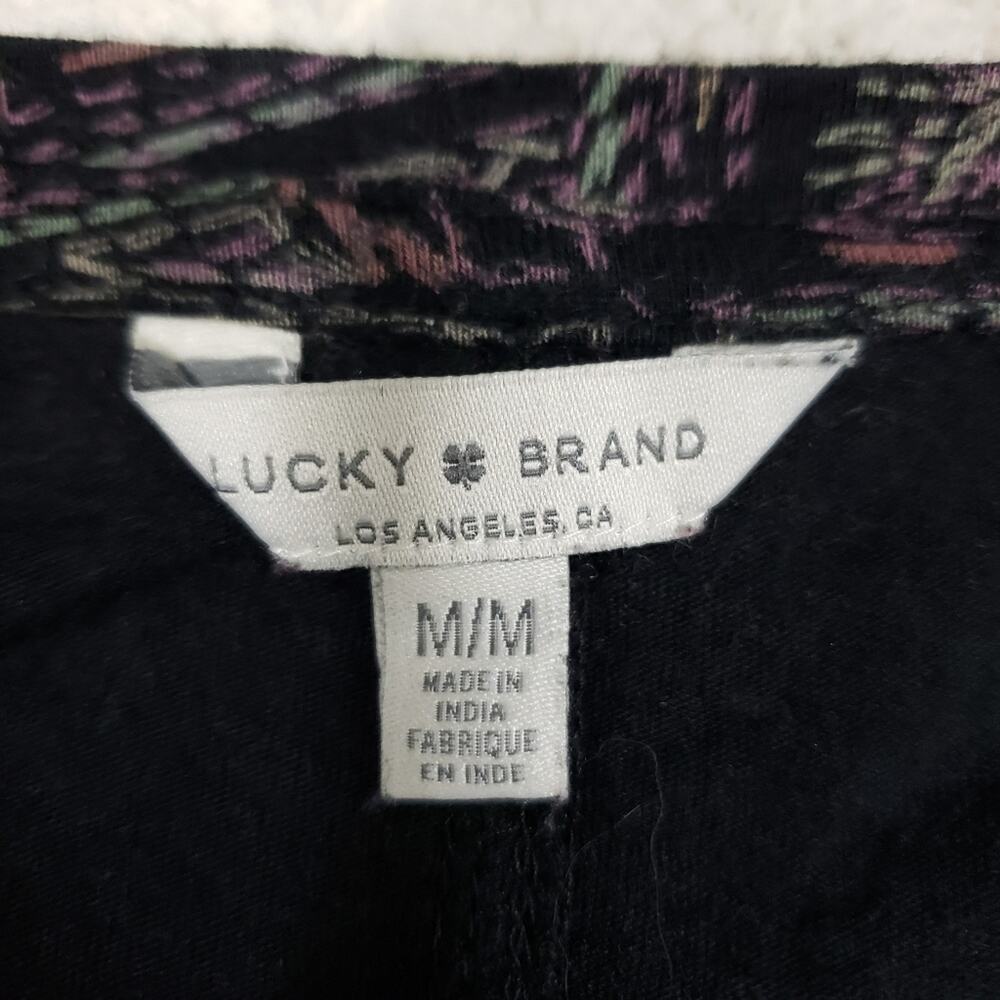 LUCKY BRAND
LOS ANGELES, CA
M/M
MADE IN
INDIA
FABRIQUE
EN INDE